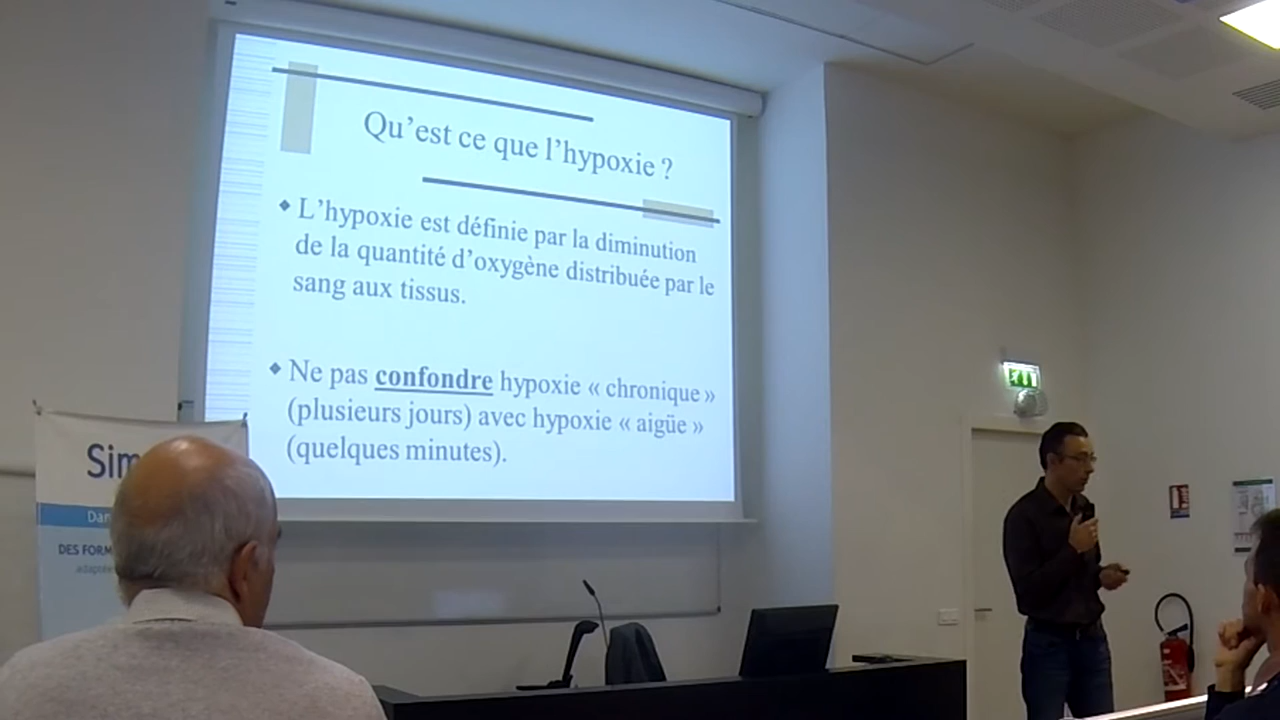 Qu'est ce que l'hypoxie ?
L'hypoxie est définie par la diminution
de la quantité d'oxygène distribuée par le
sang aux tissus.
Ne pas confondre hypoxie « chronique »
(plusieurs jours) avec hypoxie « aigüe »
(quelques minutes).
Sim
Dan
DES FORM